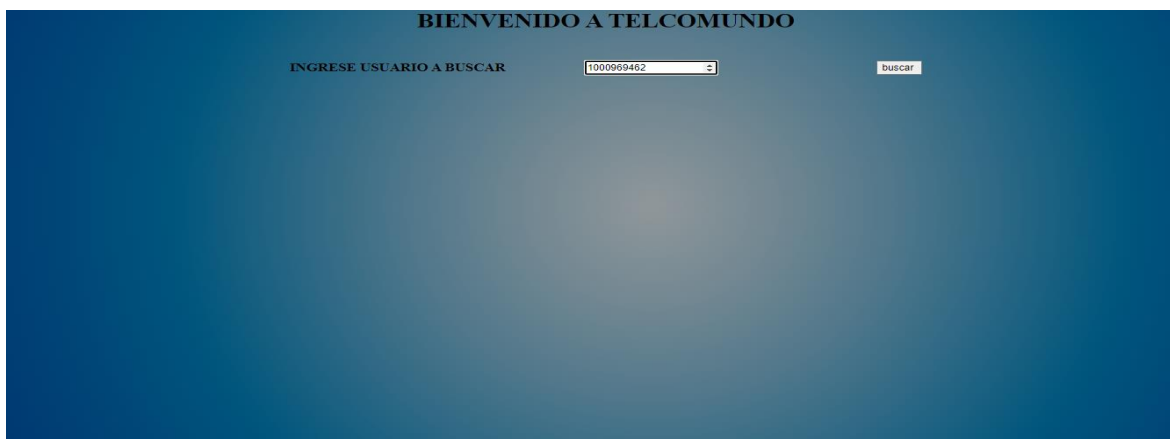 BIENVENIDO A TELCOMUNDO
INGRESE USUARIO A BUSCAR 1000969462 buscar